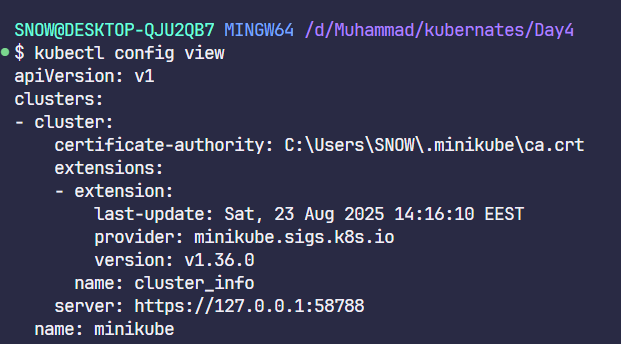 SNOW@DESKTOP-QJU2QB7 MINGW64 /d/Muhammad/kubernates/Day4
$ kubectl config view
apiVersion: v1
clusters:
- cluster:
    certificate-authority: C:\Users\SNOW\.minikube\ca.crt
    extensions:
    - extension:
        last-update: Sat, 23 Aug 2025 14:16:10 EEST
        provider: minikube.sigs.k8s.io
        version: v1.36.0
      name: cluster_info
    server: https://127.0.0.1:58788
  name: minikube